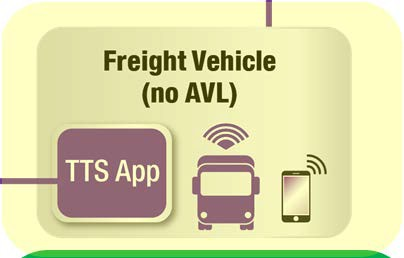 Freight Vehicle
(no AVL)
TTS App